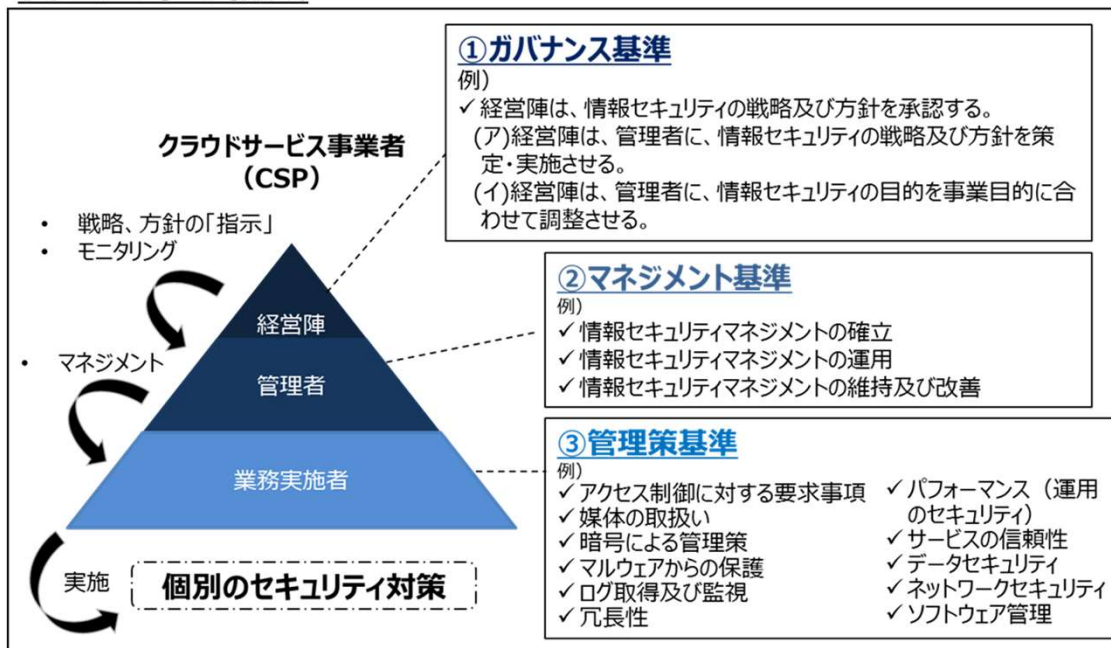 クラウドサービス事業者
（CSP）
• 戦略、方針の「指示」
• モニタリング
• マネジメント
経営陣
管理者
業務実施者
実施
個別のセキュリティ対策
①ガバナンス基準
例）
✓ 経営陣は、情報セキュリティの戦略及び方針を承認する。
(ア)経営陣は、管理者に、情報セキュリティの戦略及び方針を策
定・実施させる。
(イ)経営陣は、管理者に、情報セキュリティの目的を事業目的に合
わせて調整させる。
②マネジメント基準
例）
✓ 情報セキュリティマネジメントの確立
✓ 情報セキュリティマネジメントの運用
✓ 情報セキュリティマネジメントの維持及び改善
③管理策基準
例）
✓ アクセス制御に対する要求事項
✓ 媒体の取扱い
✓ 暗号による管理策
✓ マルウェアからの保護
✓ ログ取得及び監視
✓ 冗長性
✓ パフォーマンス（運用
のセキュリティ）
✓ サービスの信頼性
✓ データセキュリティ
✓ ネットワークセキュリティ
✓ ソフトウェア管理